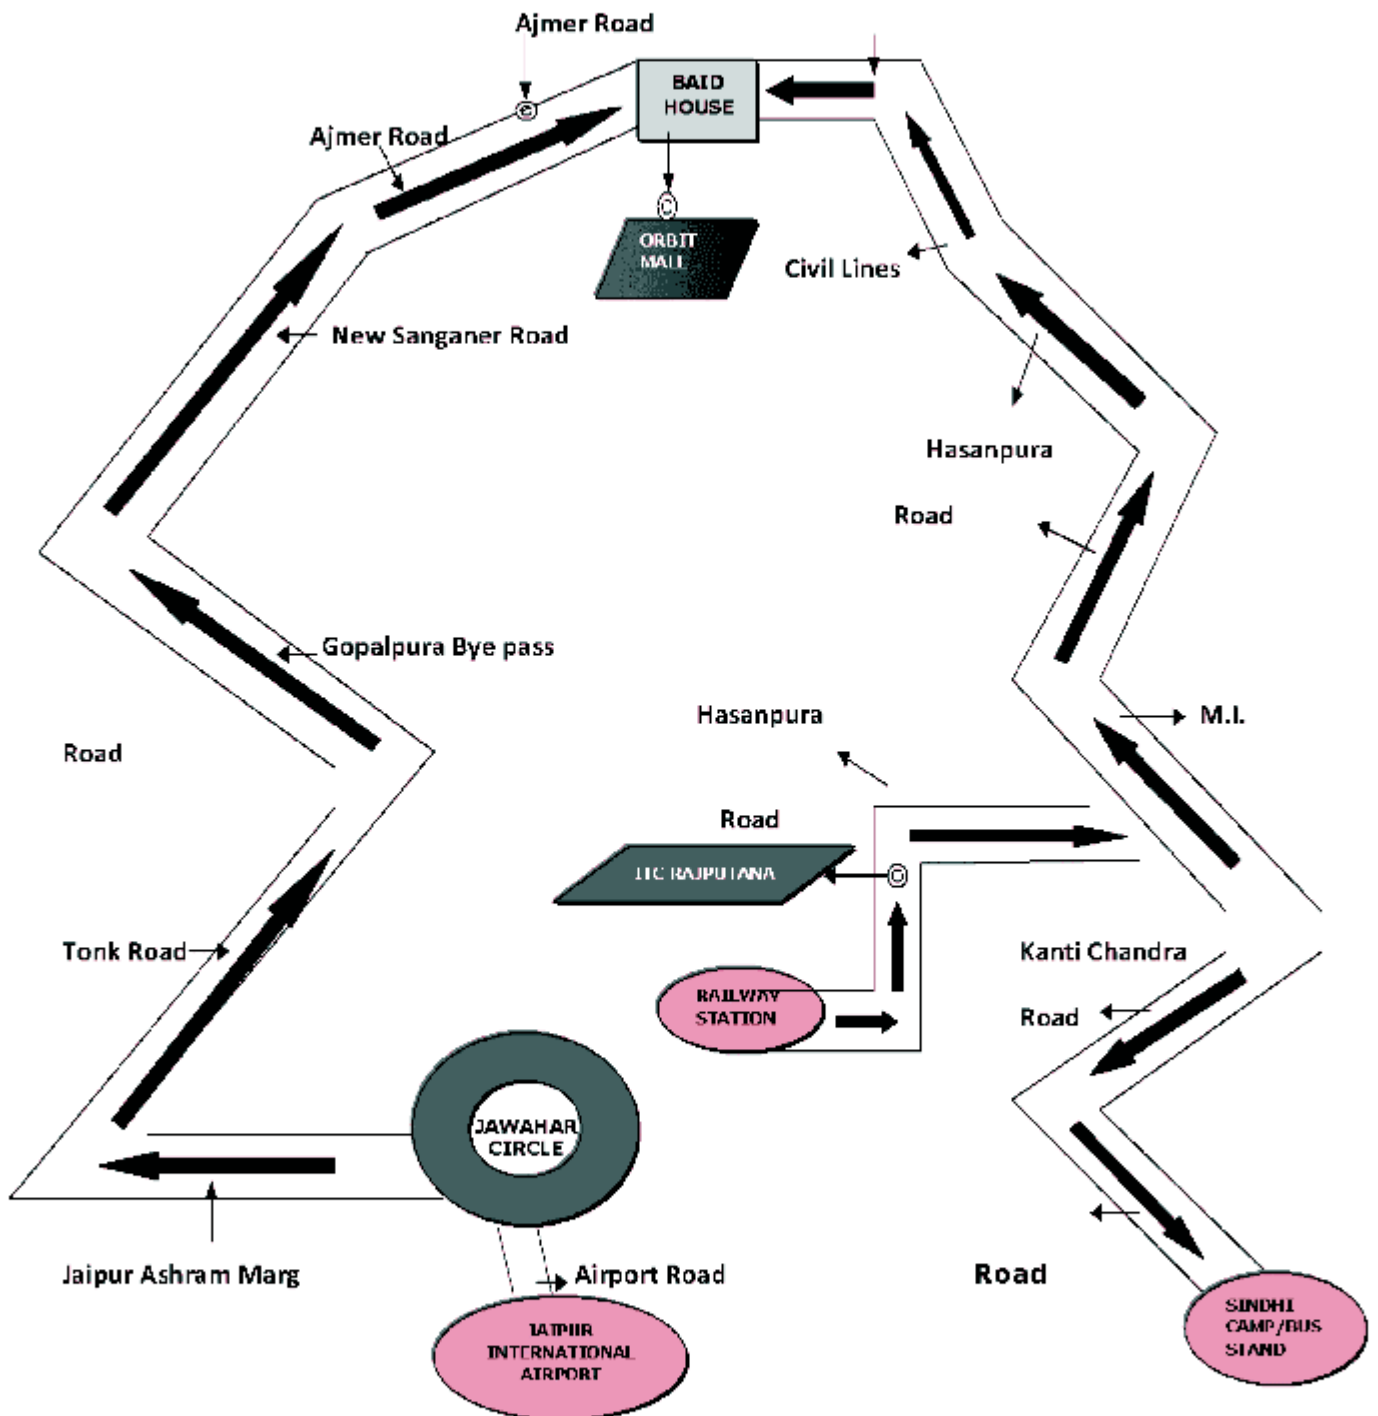 Ajmer Road
BAID
HOUSE
Ajmer Road
©
©
ORBIT
MALL
Civil Lines
New Sanganer Road
Hasanpura
Road
Gopalpura Bye pass
Hasanpura
M.I.
Road
Road
ITC RAJPUTANA
©
Tonk Road
Kanti Chandra
RAILWAY
STATION
Road
JAWAHAR
CIRCLE
Jaipur Ashram Marg
Airport Road
Road
SINDHI
CAMP/BUS
STAND
JAIPUR
INTERNATIONAL
AIRPORT